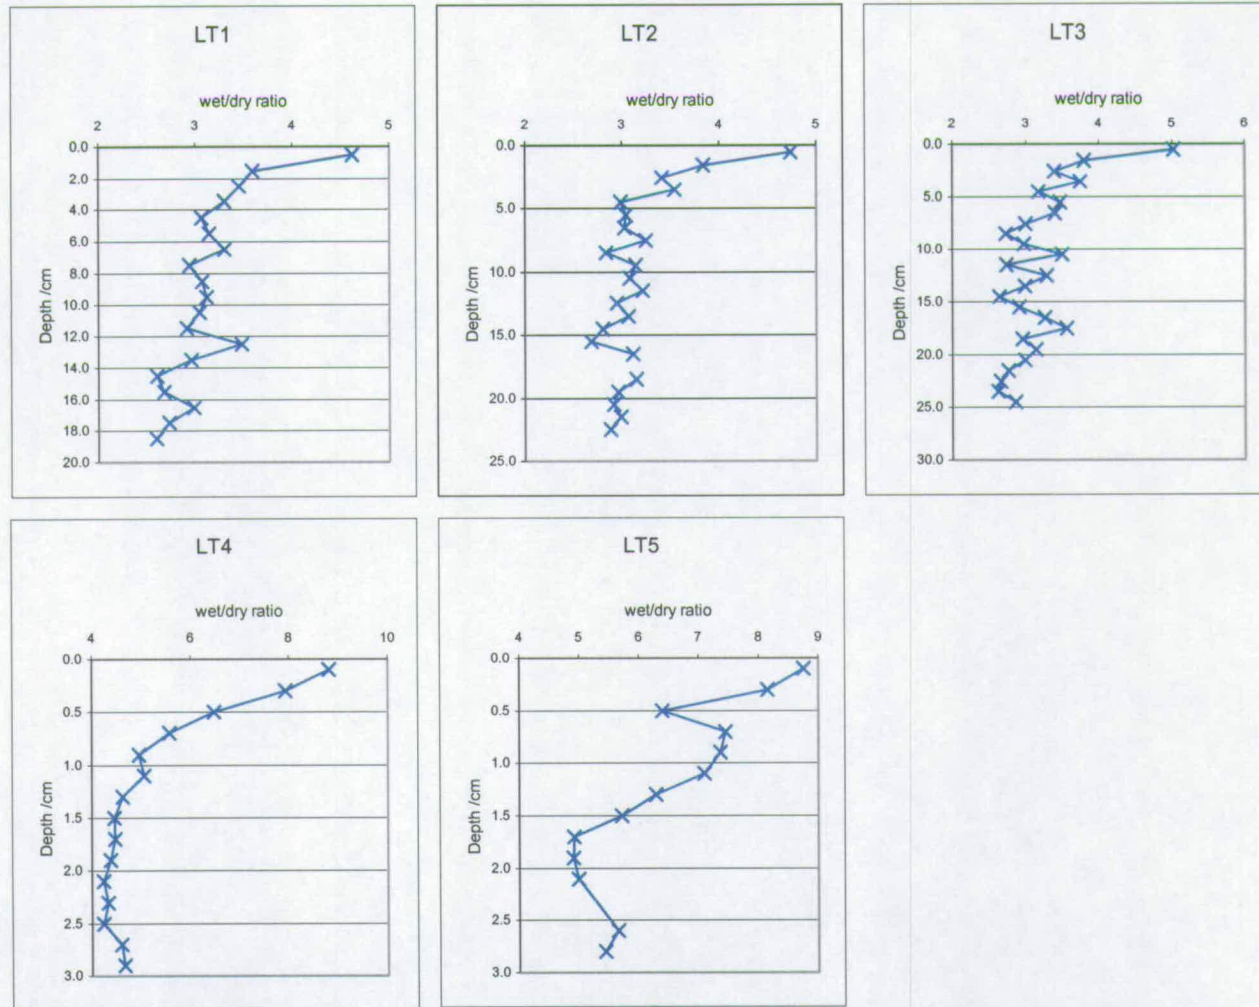 LT1
wet/dry ratio
2 3 4 5
0.0
2.0
4.0
6.0
8.0
10.0
12.0
14.0
16.0
18.0
20.0
Depth /cm
LT2
wet/dry ratio
2 3 4 5
0.0
5.0
10.0
15.0
20.0
25.0
Depth /cm
LT3
wet/dry ratio
2 3 4 5 6
0.0
5.0
10.0
15.0
20.0
25.0
30.0
Depth /cm
LT4
wet/dry ratio
4 6 8 10
0.0
0.5
1.0
1.5
2.0
2.5
3.0
Depth /cm
LT5
wet/dry ratio
4 5 6 7 8 9
0.0
0.5
1.0
1.5
2.0
2.5
3.0
Depth /cm